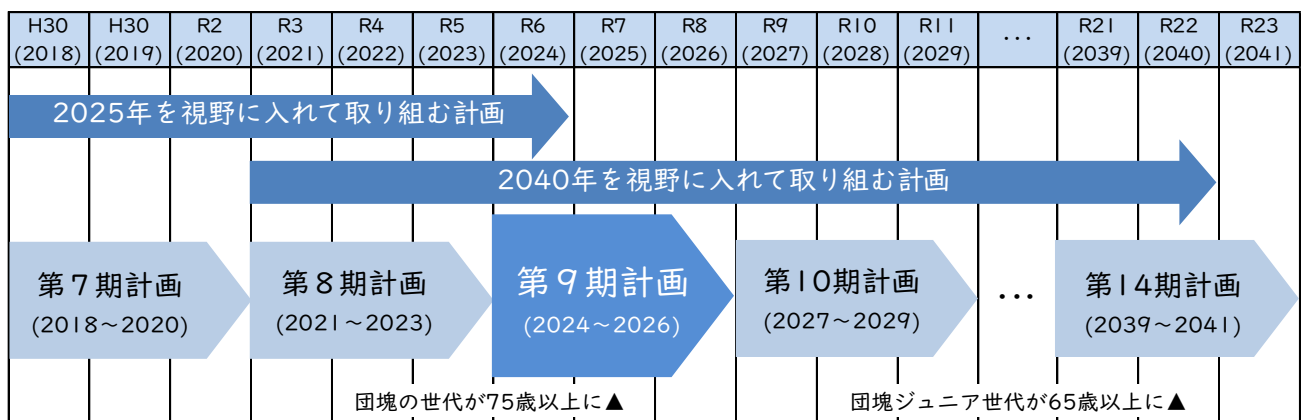 H30 H30 R2 R3 R4 R5 R6 R7 R8 R9 R10 R11 ... R21 R22 R23
(2018) (2019) (2020) (2021) (2022) (2023) (2024) (2025) (2026) (2027) (2028) (2029) (2039) (2040) (2041)
2025年を視野に入れて取り組む計画
2040年を視野に入れて取り組む計画
第7期計画
(2018~2020)
第8期計画
(2021~2023)
第9期計画
(2024~2026)
第10期計画
(2027~2029)
...
第14期計画
(2039~2041)
団塊の世代が75歳以上に▲
団塊ジュニア世代が65歳以上に▲